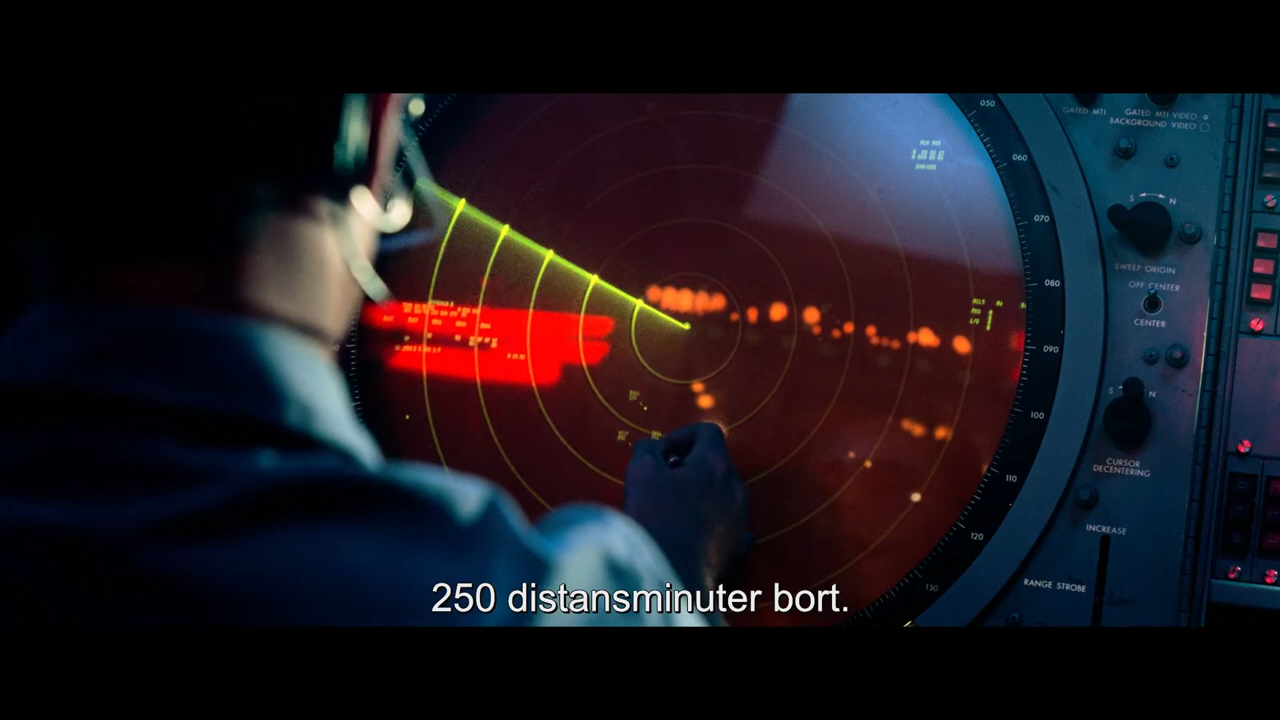 GATED MTI
GATED MTI VIDEO
BACKGROUND VIDEO
050
060
070
080
090
100
110
120
130
S
N
SWEEP ORIGIN
OFF CENTER
CENTER
S
N
CURSOR
DECENTERING
INCREASE
RANGE STROBE
250 distansminuter bort.